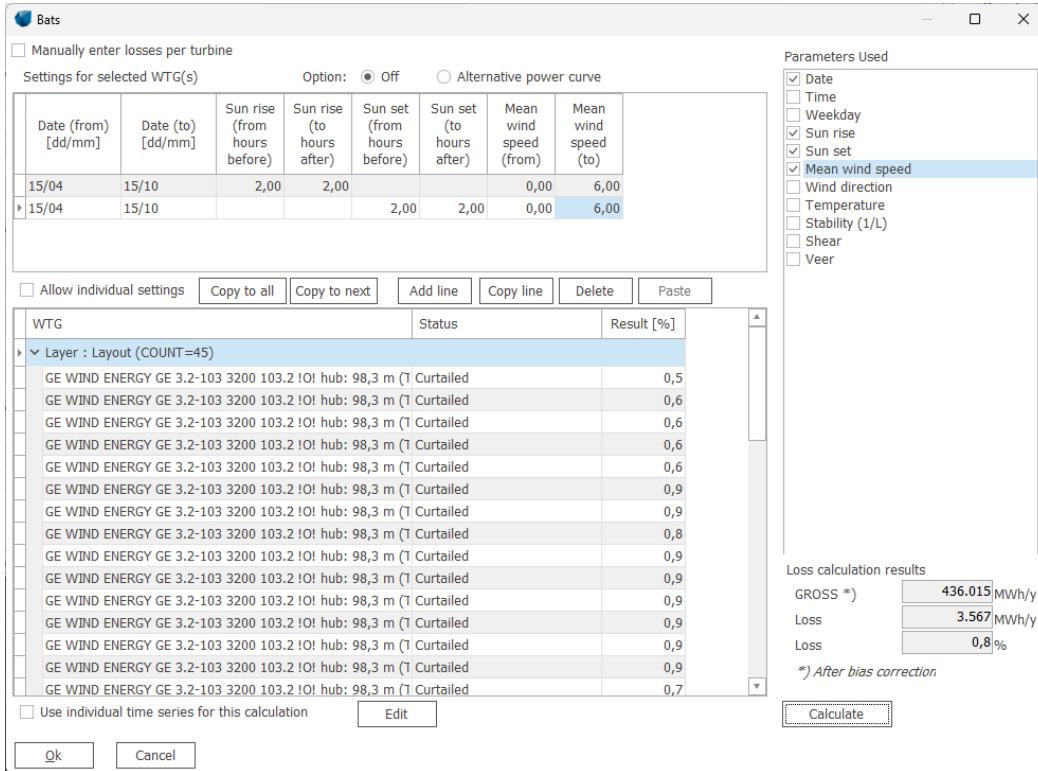 Bats
Manually enter losses per turbine
Settings for selected WTG(s) Option: Off Alternative power curve
Date (from) [dd/mm] Date (to) [dd/mm] Sun rise (from hours before) Sun rise (to hours after) Sun set (from hours before) Sun set (to hours after) Mean wind speed (from) Mean wind speed (to)
15/04 15/10 2,00 2,00 0,00 6,00
15/04 15/10 2,00 2,00 0,00 6,00
Allow individual settings Copy to all Copy to next Add line Copy line Delete Paste
WTG Status Result [%]
Layer : Layout (COUNT=45)
GE WIND ENERGY GE 3.2-103 3200 103.2 !O! hub: 98,3 m (T Curtailed 0,5
GE WIND ENERGY GE 3.2-103 3200 103.2 !O! hub: 98,3 m (T Curtailed 0,6
GE WIND ENERGY GE 3.2-103 3200 103.2 !O! hub: 98,3 m (T Curtailed 0,6
GE WIND ENERGY GE 3.2-103 3200 103.2 !O! hub: 98,3 m (T Curtailed 0,6
GE WIND ENERGY GE 3.2-103 3200 103.2 !O! hub: 98,3 m (T Curtailed 0,6
GE WIND ENERGY GE 3.2-103 3200 103.2 !O! hub: 98,3 m (T Curtailed 0,9
GE WIND ENERGY GE 3.2-103 3200 103.2 !O! hub: 98,3 m (T Curtailed 0,9
GE WIND ENERGY GE 3.2-103 3200 103.2 !O! hub: 98,3 m (T Curtailed 0,8
GE WIND ENERGY GE 3.2-103 3200 103.2 !O! hub: 98,3 m (T Curtailed 0,9
GE WIND ENERGY GE 3.2-103 3200 103.2 !O! hub: 98,3 m (T Curtailed 0,9
GE WIND ENERGY GE 3.2-103 3200 103.2 !O! hub: 98,3 m (T Curtailed 0,9
GE WIND ENERGY GE 3.2-103 3200 103.2 !O! hub: 98,3 m (T Curtailed 0,9
GE WIND ENERGY GE 3.2-103 3200 103.2 !O! hub: 98,3 m (T Curtailed 0,9
GE WIND ENERGY GE 3.2-103 3200 103.2 !O! hub: 98,3 m (T Curtailed 0,9
GE WIND ENERGY GE 3.2-103 3200 103.2 !O! hub: 98,3 m (T Curtailed 0,7
Use individual time series for this calculation Edit
Ok Cancel
Parameters Used
Date
Time
Weekday
Sun rise
Sun set
Mean wind speed
Wind direction
Temperature
Stability (1/L)
Shear
Veer
Loss calculation results
GROSS *) 436.015 MWh/y
Loss 3.567 MWh/y
Loss 0,8 %
*) After bias correction
Calculate